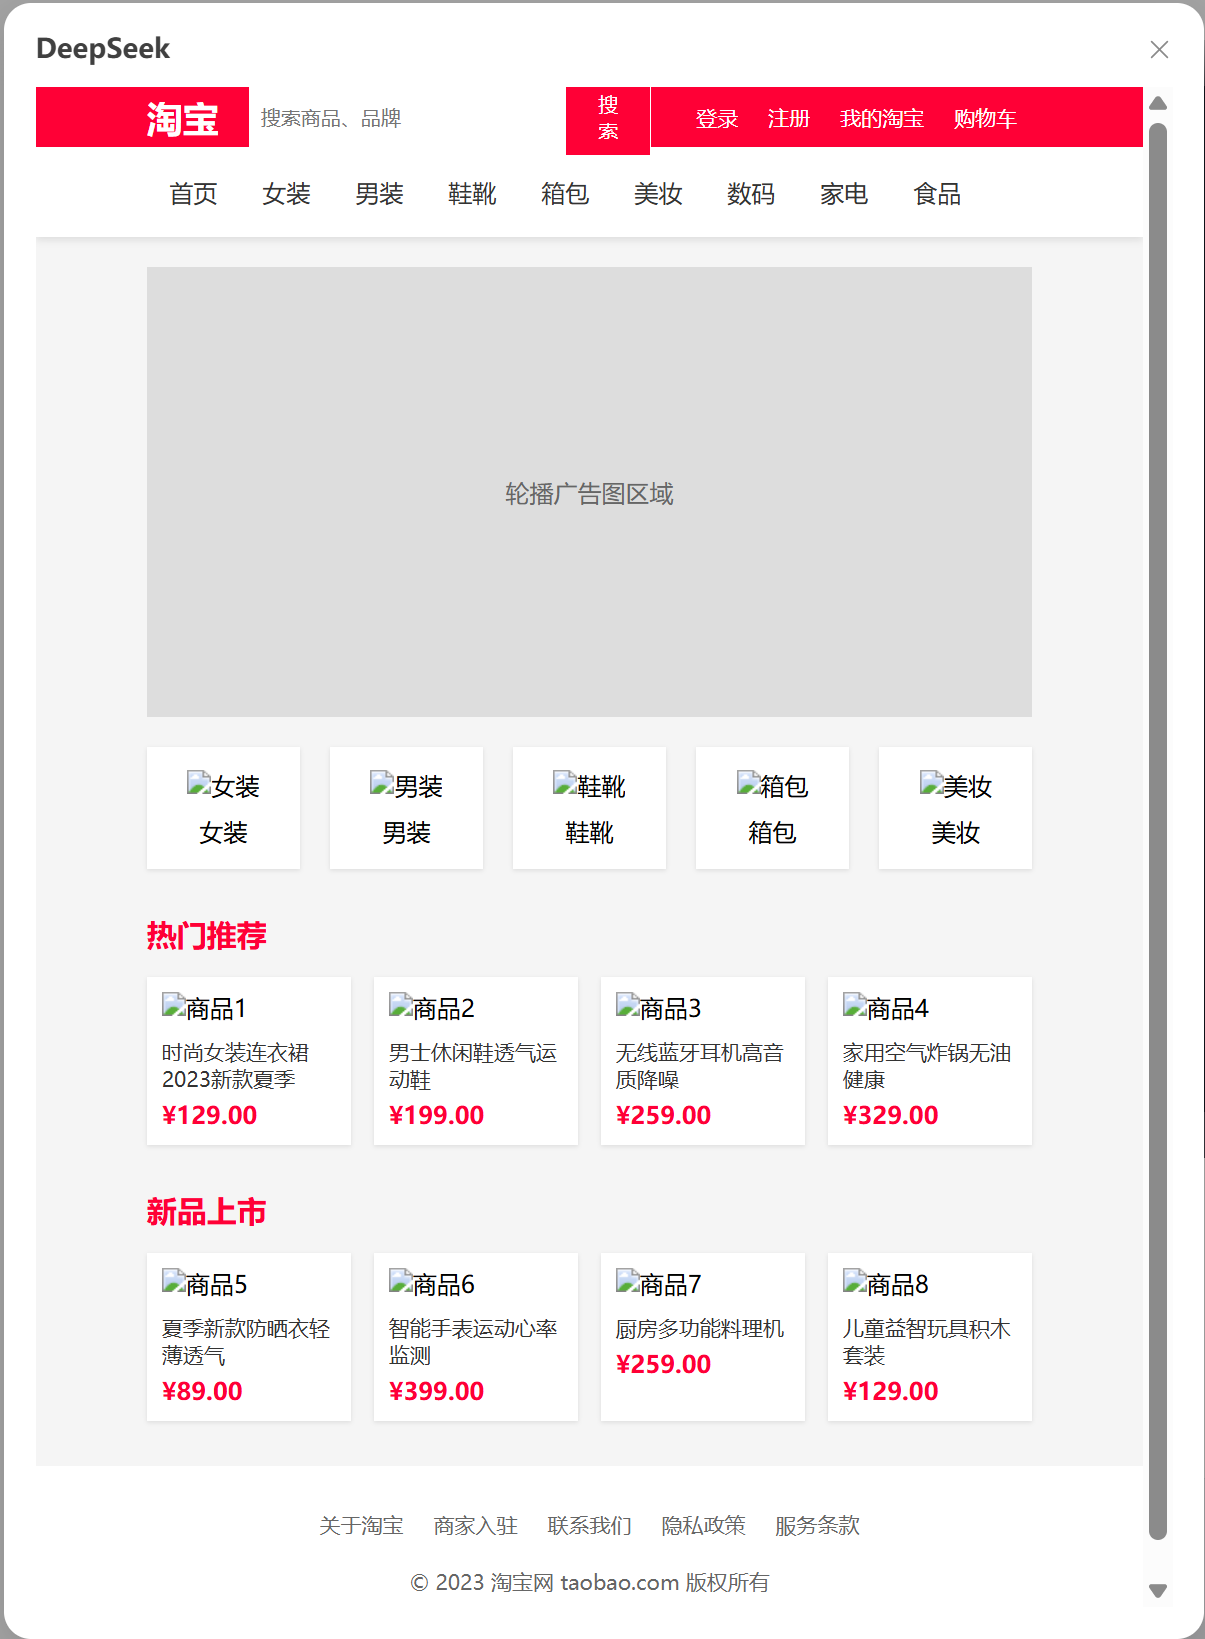 DeepSeek
淘宝
搜索商品、品牌
搜
索
登录 注册 我的淘宝 购物车
首页 女装 男装 鞋靴 箱包 美妆 数码 家电 食品
轮播广告图区域
女装 男装 鞋靴 箱包 美妆
女装 男装 鞋靴 箱包 美妆
热门推荐
商品1
时尚女装连衣裙
2023新款夏季
¥129.00
商品2
男士休闲鞋透气运
动鞋
¥199.00
商品3
无线蓝牙耳机高音
质降噪
¥259.00
商品4
家用空气炸锅无油
健康
¥329.00
新品上市
商品5
夏季新款防晒衣轻
薄透气
¥89.00
商品6
智能手表运动心率
监测
¥399.00
商品7
厨房多功能料理机
¥259.00
商品8
儿童益智玩具积木
套装
¥129.00
关于淘宝 商家入驻 联系我们 隐私政策 服务条款
© 2023 淘宝网 taobao.com 版权所有